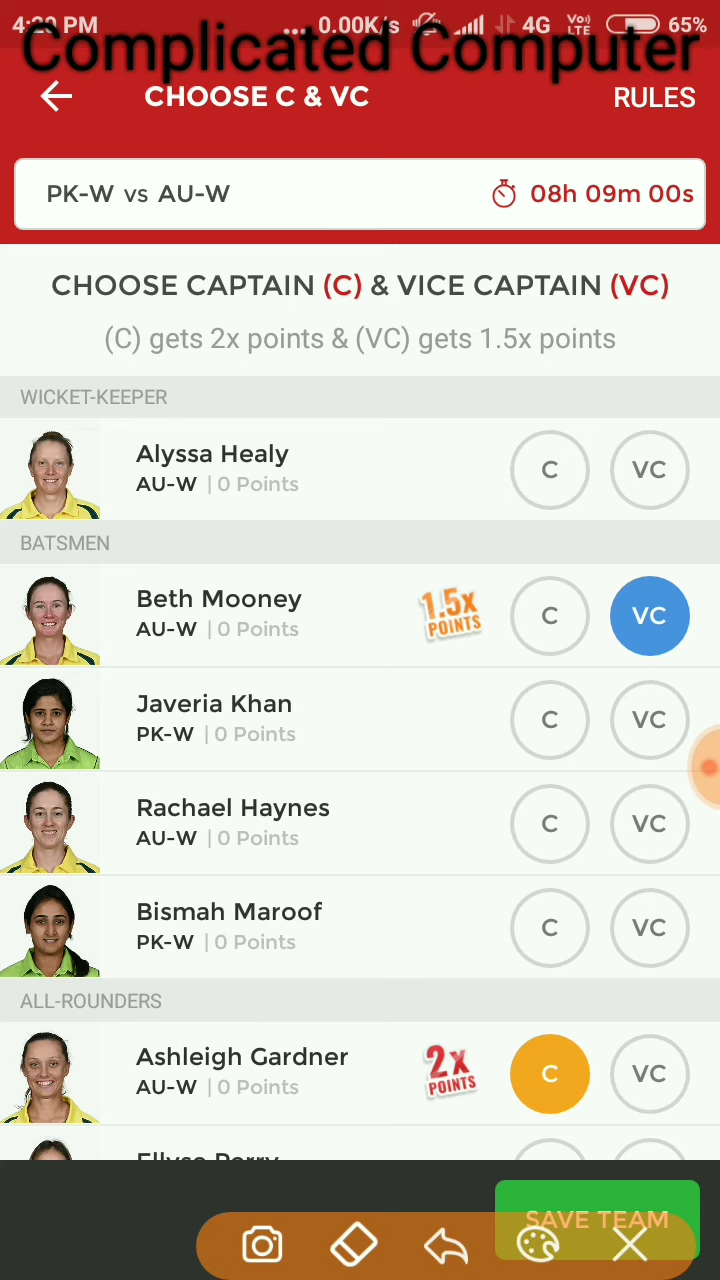 4:20 PM ... 0.00K/s 4G Vo) LTE 65%
Complicated Computer
CHOOSE C & VC RULES
PK-W vs AU-W 08h 09m 00s
CHOOSE CAPTAIN (C) & VICE CAPTAIN (VC)
(C) gets 2x points & (VC) gets 1.5x points
WICKET-KEEPER
Alyssa Healy C VC
AU-W | 0 Points
BATSMEN
Beth Mooney 1.5x POINTS C VC
AU-W | 0 Points
Javeria Khan C VC
PK-W | 0 Points
Rachael Haynes C VC
AU-W | 0 Points
Bismah Maroof C VC
PK-W | 0 Points
ALL-ROUNDERS
Ashleigh Gardner 2x POINTS C VC
AU-W | 0 Points
Ellyse Perry
SAVE TEAM